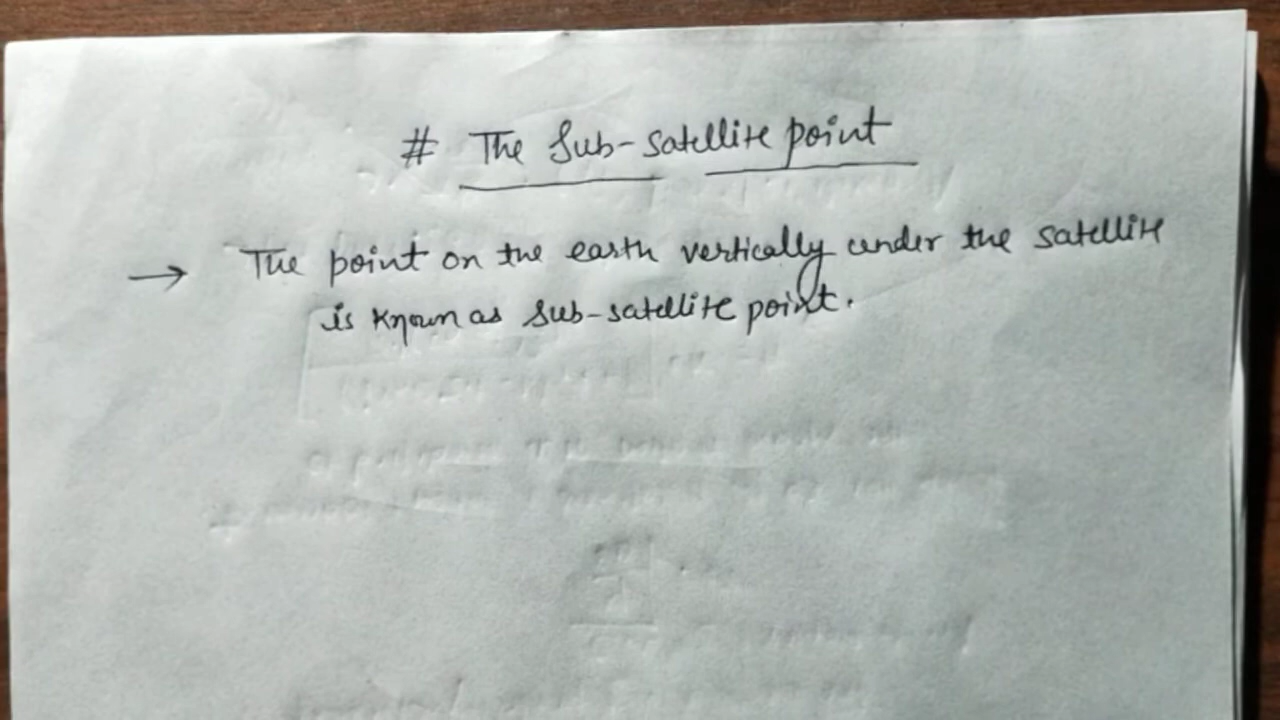 # The Sub-satellite point
→ The point on the earth vertically under the satellite
is known as sub-satellite point.